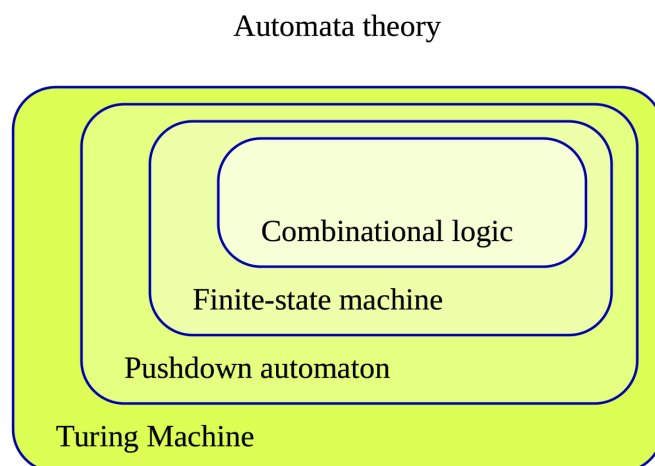 Automata theory
Combinational logic
Finite-state machine
Pushdown automaton
Turing Machine